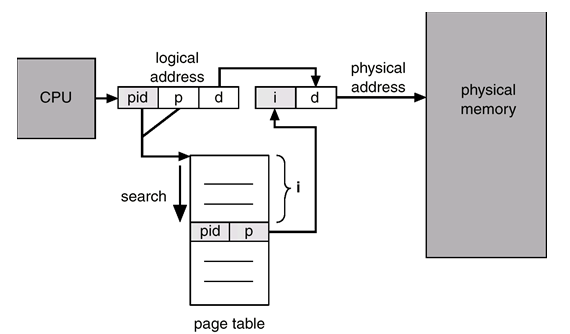 logical
address
physical
address
CPU
pid p d
i d
physical
memory
search
i
pid p
page table